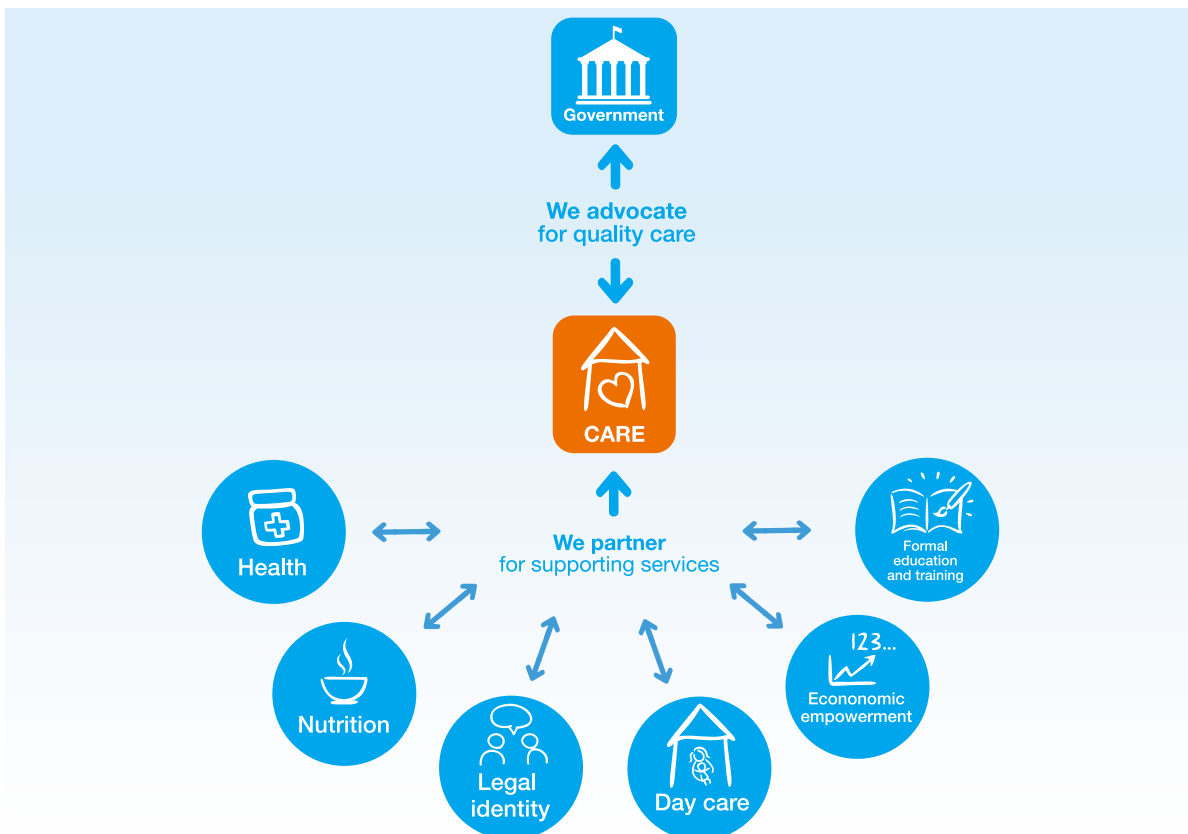 Government
We advocate
for quality care
CARE
Health
We partner
for supporting services
Formal
education
and training
Nutrition
123...
Econonomic
empowerment
Legal
identity
Day care